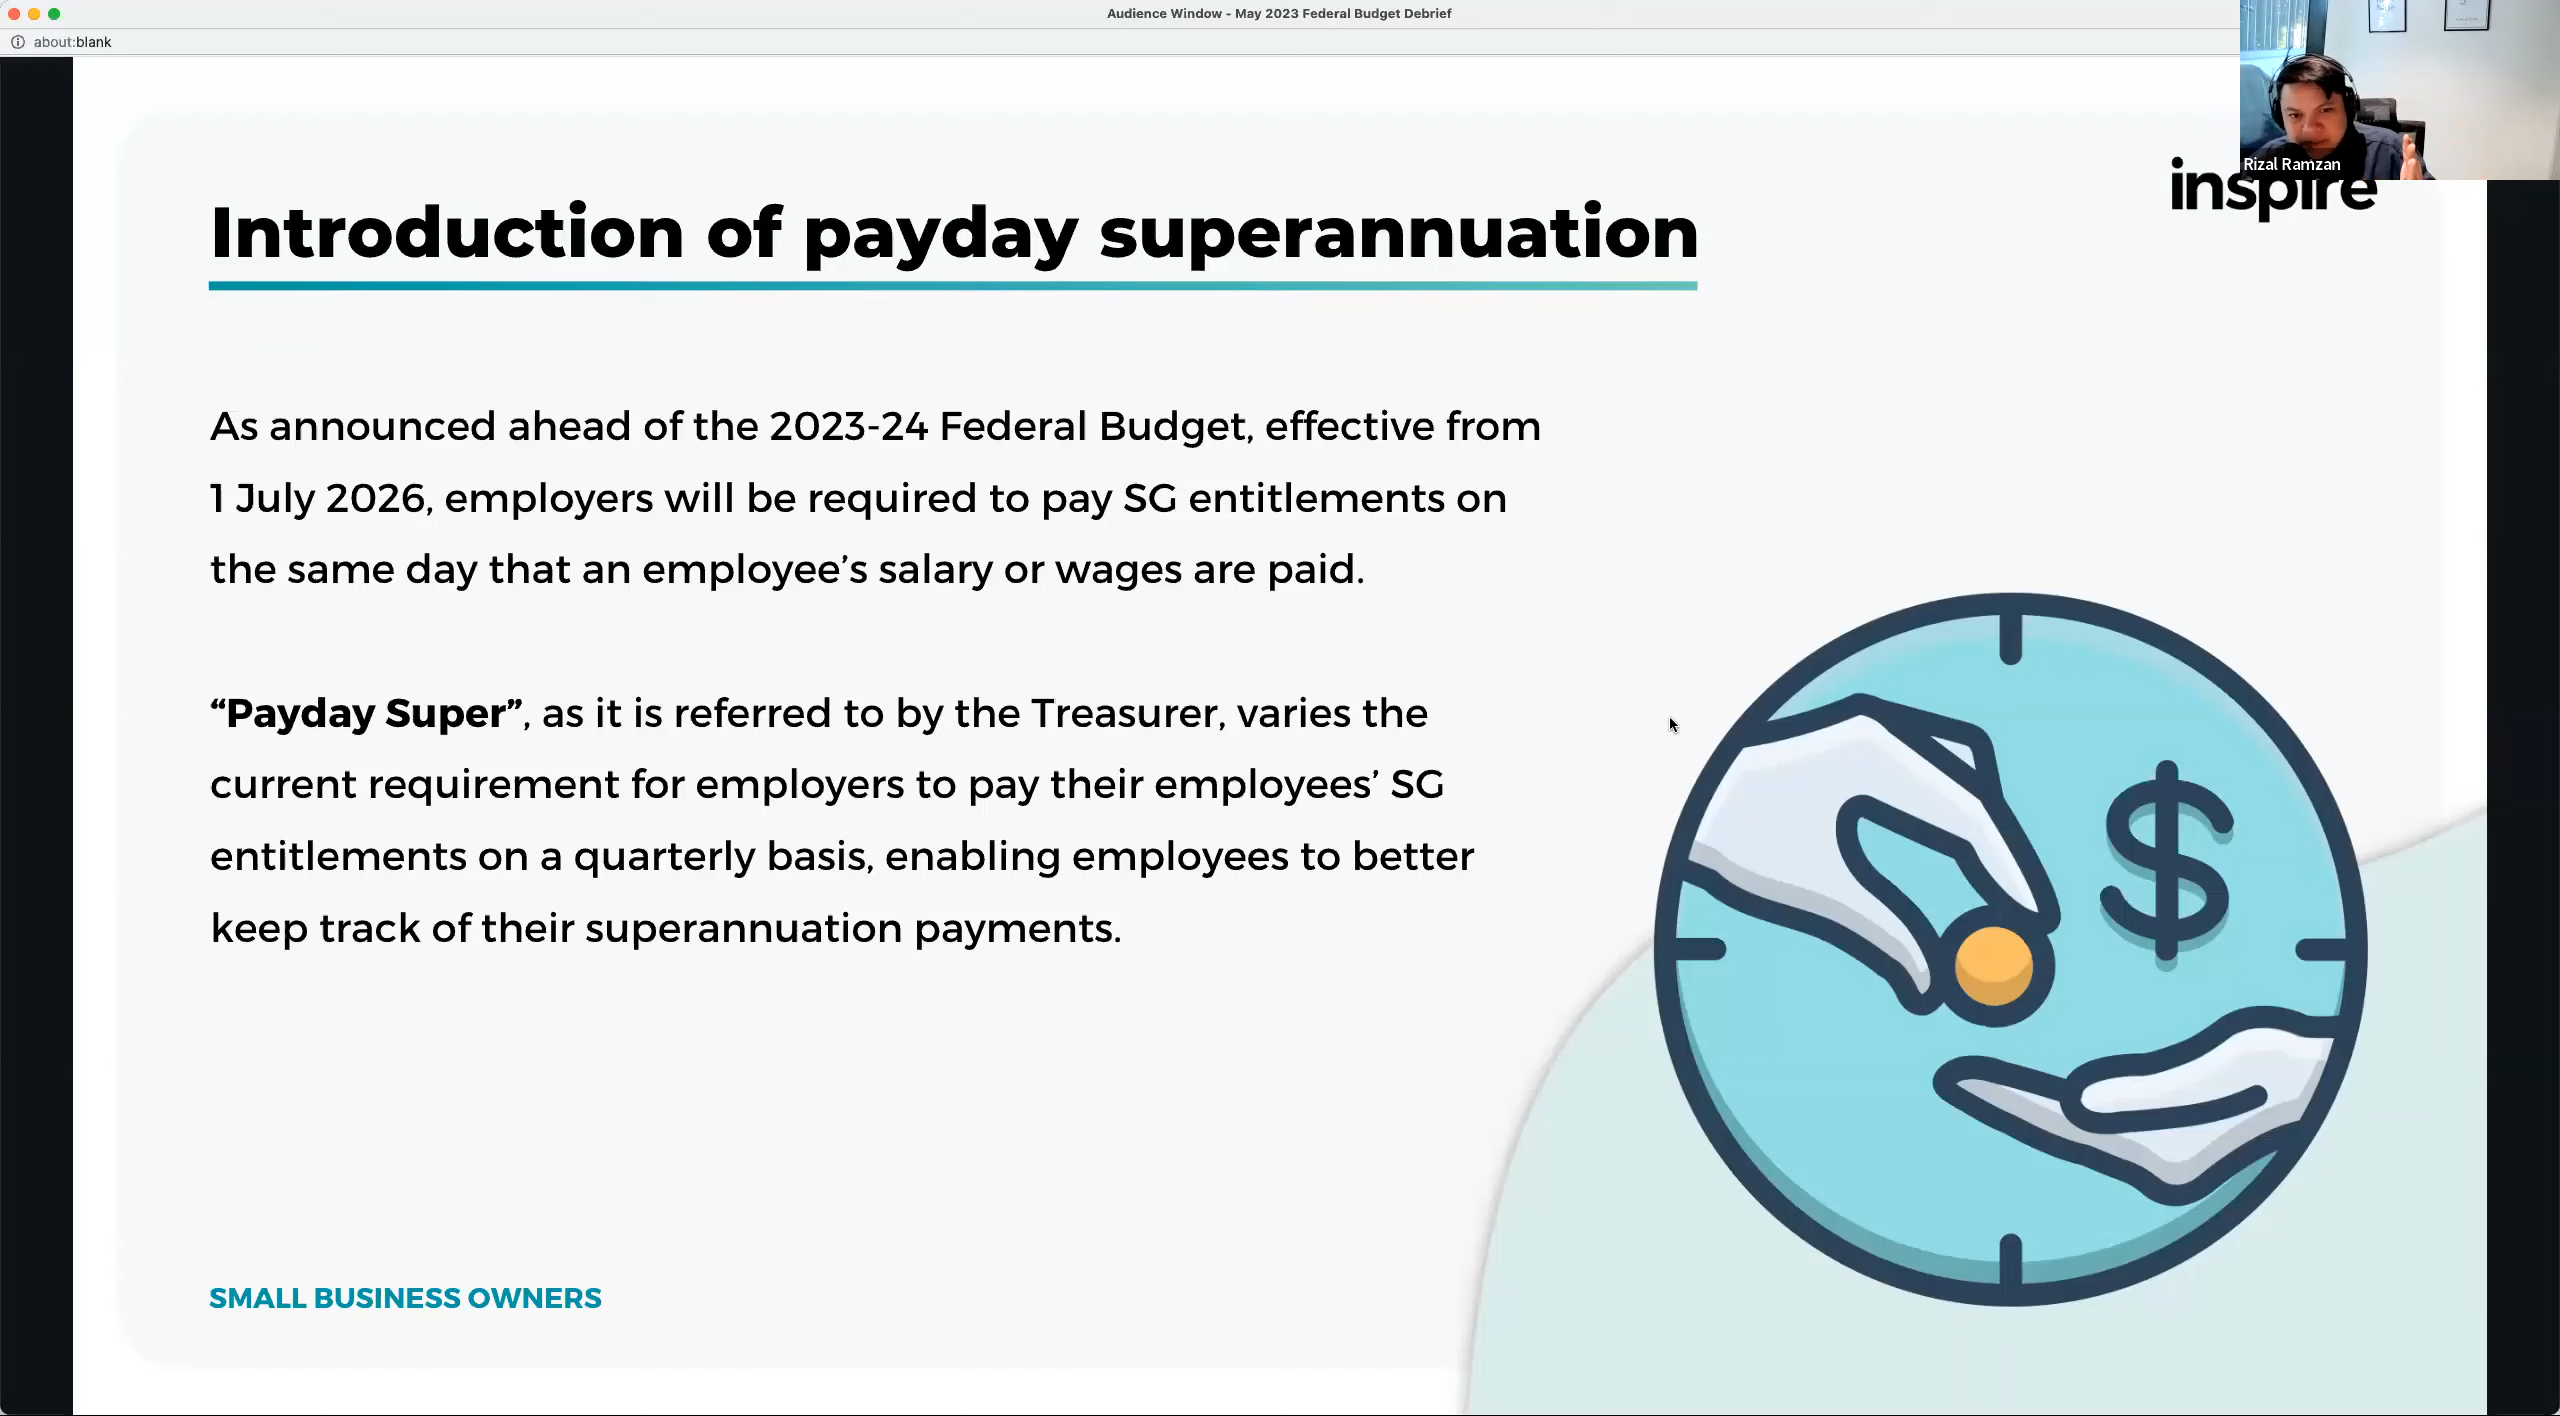 Audience Window - May 2023 Federal Budget Debrief
about:blank
Rizal Ramzan
inspire
Introduction of payday superannuation
As announced ahead of the 2023-24 Federal Budget, effective from
1 July 2026, employers will be required to pay SG entitlements on
the same day that an employee’s salary or wages are paid.
“Payday Super”, as it is referred to by the Treasurer, varies the
current requirement for employers to pay their employees’ SG
entitlements on a quarterly basis, enabling employees to better
keep track of their superannuation payments.
$
SMALL BUSINESS OWNERS